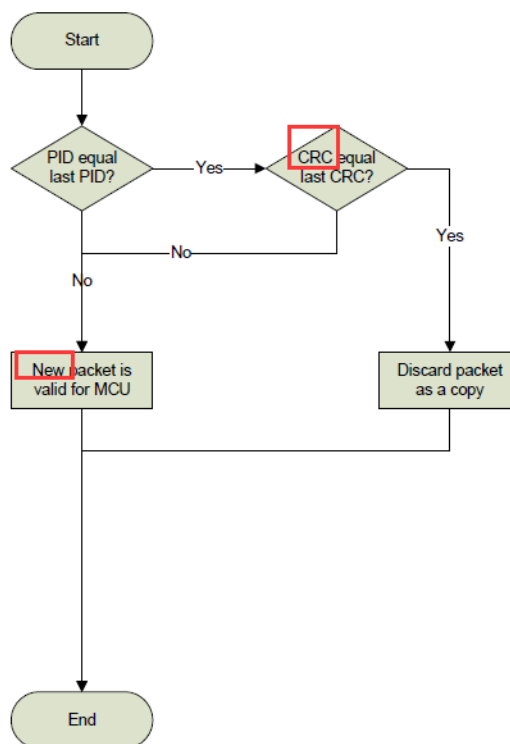 Start
PID equal
last PID?
Yes
CRC equal
last CRC?
Yes
No
No
New packet is
valid for MCU
Discard packet
as a copy
End